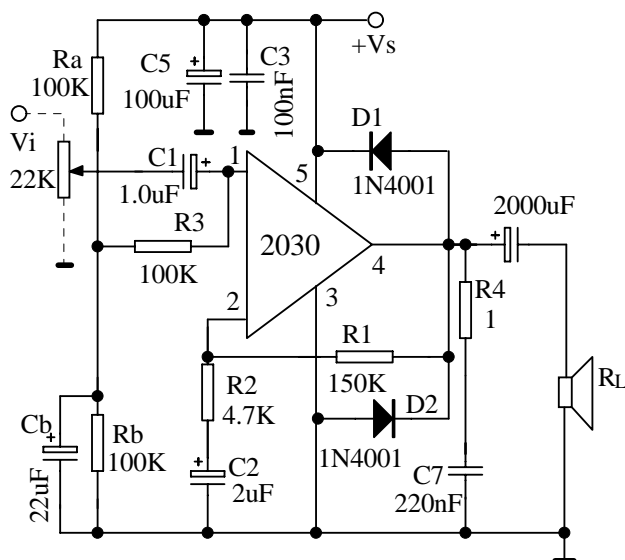 +Vs
Ra
100K
C5
+
100uF
C3
100nF
D1
1N4001
Vi
22K
C1
+
1.0uF
1
5
2030
4
2000uF
+
R3
100K
2
3
R4
1
R1
150K
R2
4.7K
D2
1N4001
RL
Cb
+
22uF
Rb
100K
+
C2
2uF
C7
220nF